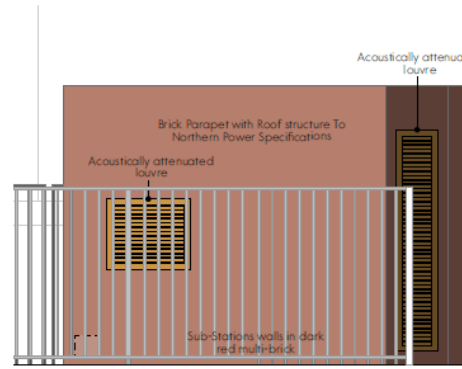 Acoustically
louvre
Brick Parapet with Roof structure To
Northern Power Specifications
Acoustically attenuated
louvre
Sub-Stations walls in dark
red multi-brick.